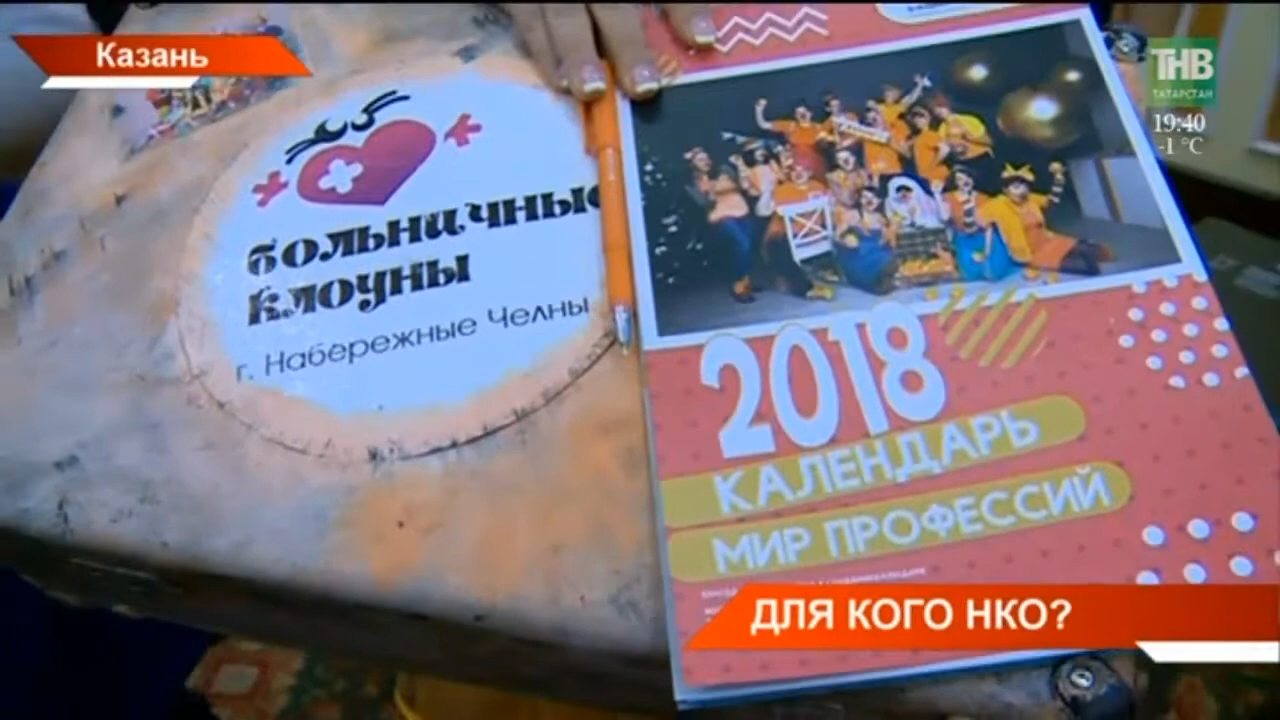 Казань
ТНВ
ТАТАРСТАН
19:40
-1 °C
больничные
клоуны
г. Набережные Челны
2018
КАЛЕНДАРЬ
МИР ПРОФЕССИЙ
ДЛЯ КОГО НКО?